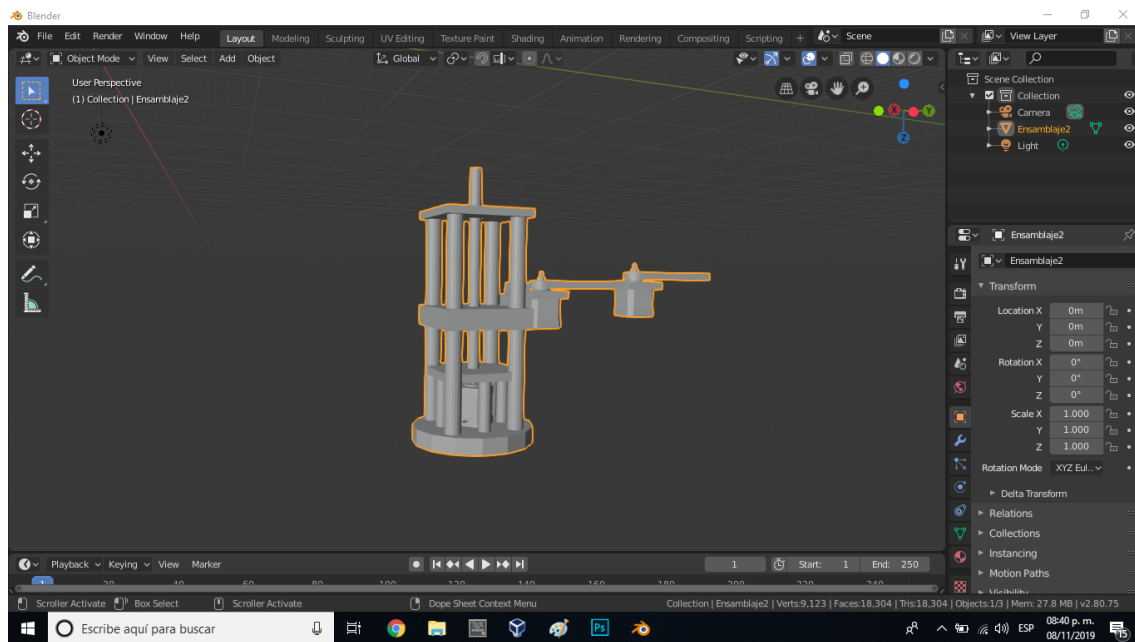 Blender
File Edit Render Window Help Layout Modeling Sculpting UV Editing Texture Paint Shading Animation Rendering Compositing Scripting + Scene View Layer
Object Mode View Select Add Object Global
User Perspective
(1) Collection | Ensamblaje2
X Y Z
Scene Collection
Collection
Camera
Ensamblaje2
Light
Ensamblaje2
Ensamblaje2
Transform
Location X 0m
Y 0m
Z 0m
Rotation X 0°
Y 0°
Z 0°
Scale X 1.000
Y 1.000
Z 1.000
Rotation Mode XYZ Eul..
Delta Transform
Relations
Collections
Instancing
Motion Paths
Visibility
Playback Keying View Marker 1 Start: 1 End: 250
1 20 40 60 80 100 120 140 160 180 200 220 240
Scroller Activate Box Select Scroller Activate Dope Sheet Context Menu Collection | Ensamblaje2 | Verts:9,123 | Faces:18,304 | Tris:18,304 | Objects:1/3 | Mem: 27.8 MB | v2.80.75
Escribe aquí para buscar Ps ESP 08:40 p. m.
08/11/2019 15